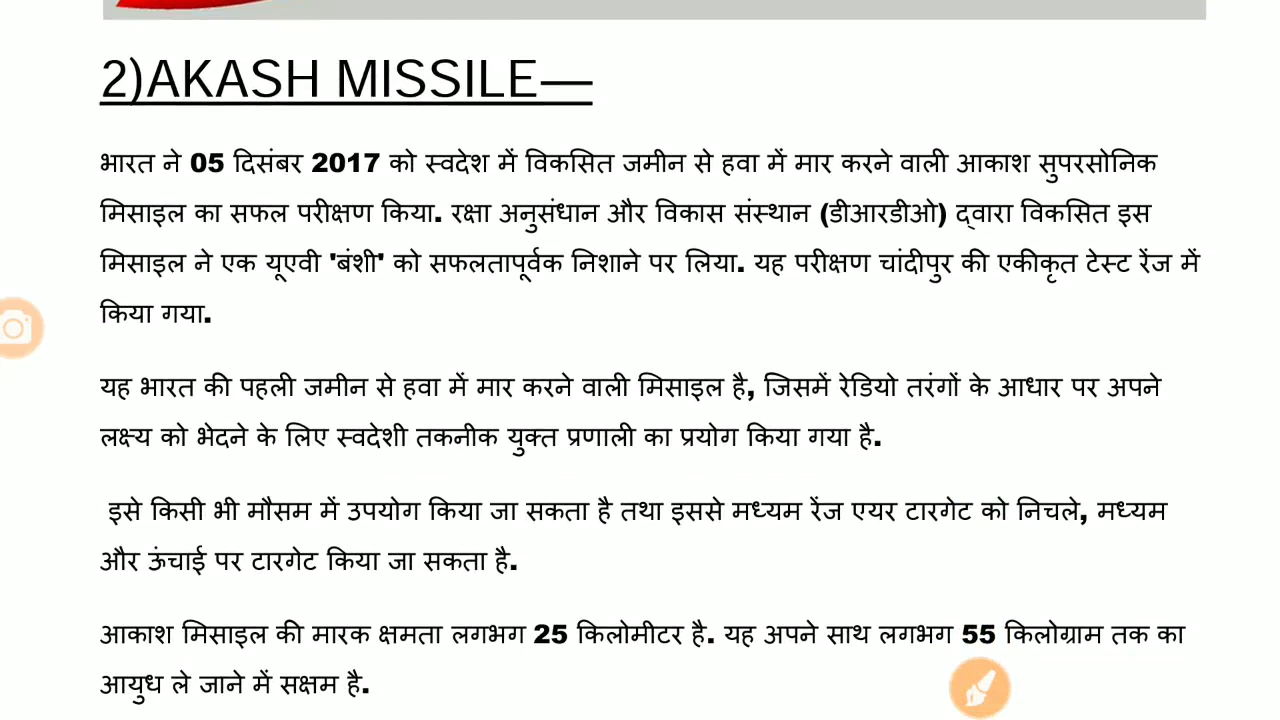 2)AKASH MISSILE—
भारत ने 05 दिसंबर 2017 को स्वदेश में विकसित जमीन से हवा में मार करने वाली आकाश सुपरसोनिक
मिसाइल का सफल परीक्षण किया. रक्षा अनुसंधान और विकास संस्थान (डीआरडीओ) द्वारा विकसित इस
मिसाइल ने एक यूएवी 'बंशी' को सफलतापूर्वक निशाने पर लिया. यह परीक्षण चांदीपुर की एकीकृत टेस्ट रेंज में
किया गया.
यह भारत की पहली जमीन से हवा में मार करने वाली मिसाइल है, जिसमें रेडियो तरंगों के आधार पर अपने
लक्ष्य को भेदने के लिए स्वदेशी तकनीक युक्त प्रणाली का प्रयोग किया गया है.
इसे किसी भी मौसम में उपयोग किया जा सकता है तथा इससे मध्यम रेंज एयर टारगेट को निचले, मध्यम
और ऊंचाई पर टारगेट किया जा सकता है.
आकाश मिसाइल की मारक क्षमता लगभग 25 किलोमीटर है. यह अपने साथ लगभग 55 किलोग्राम तक का
आयुध ले जाने में सक्षम है.